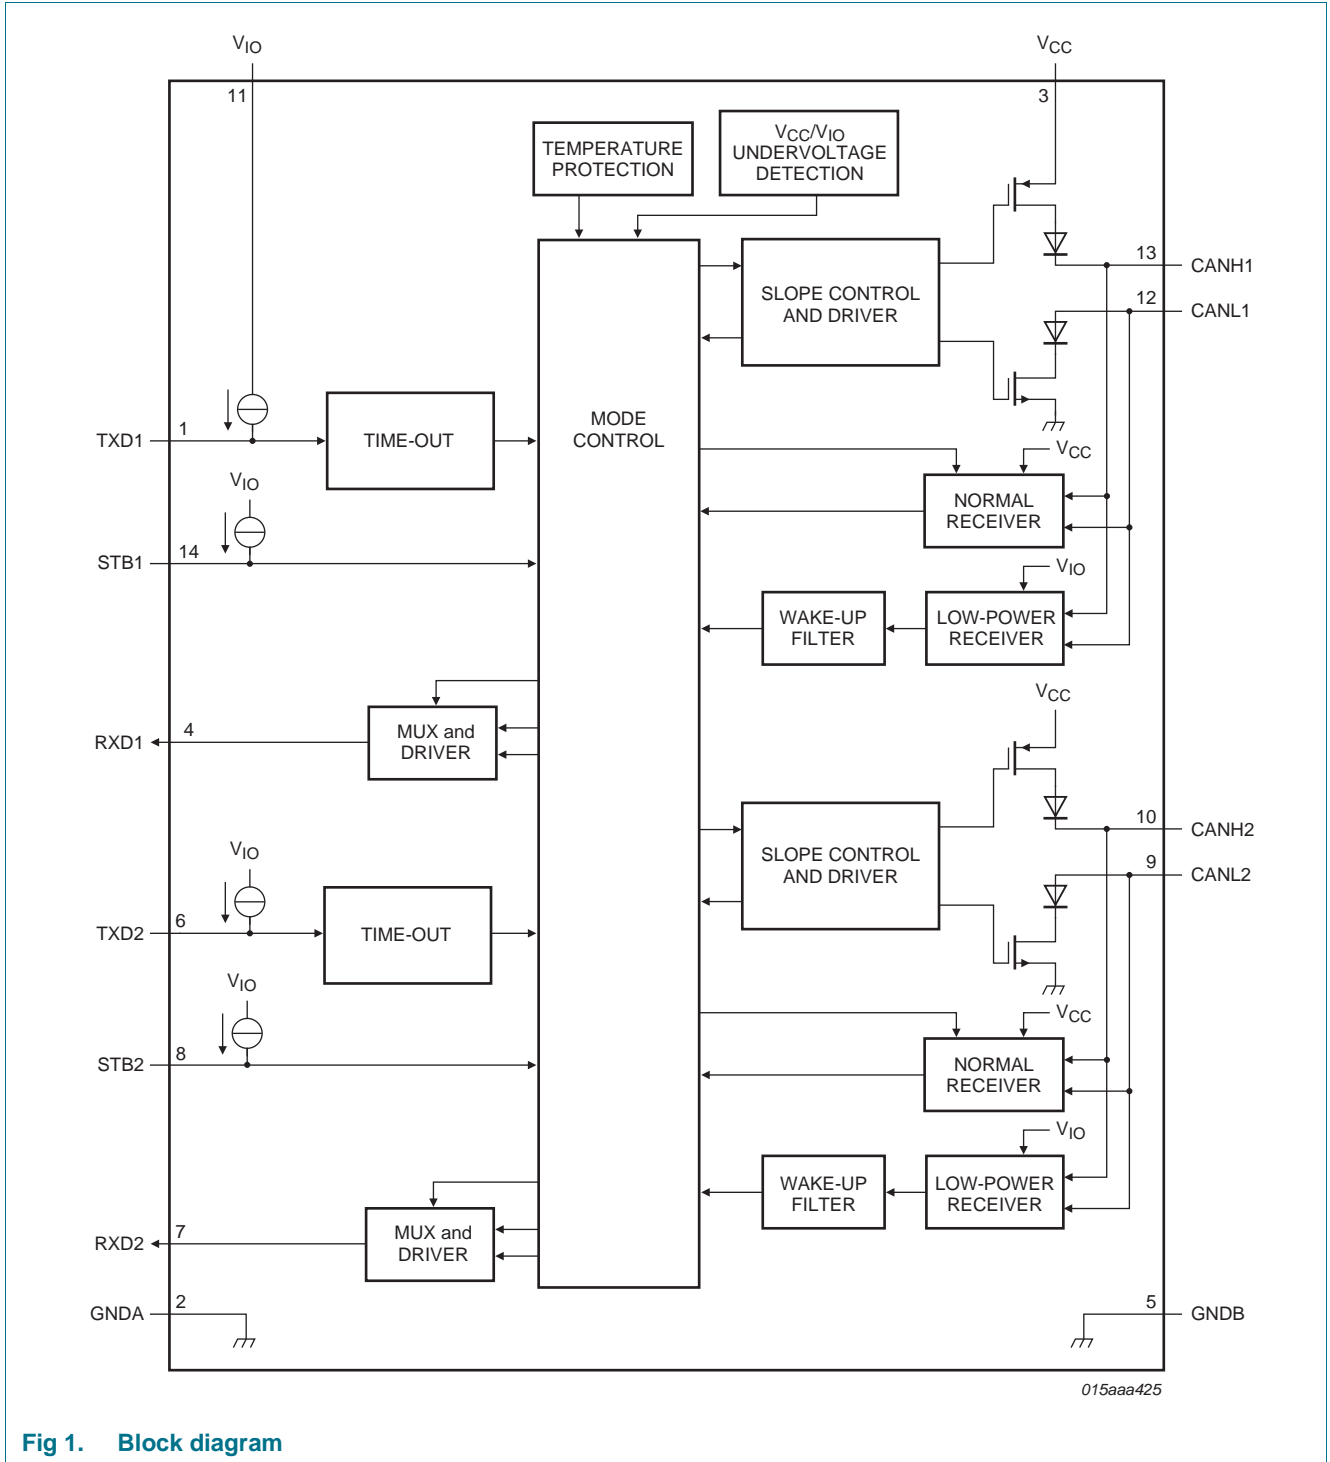 VIO
VCC
11
3
TEMPERATURE
PROTECTION
VCC/VIO
UNDERVOLTAGE
DETECTION
SLOPE CONTROL
AND DRIVER
13
CANH1
12
CANL1
MODE
CONTROL
TXD1
1
TIME-OUT
VCC
NORMAL
RECEIVER
VIO
STB1
14
VIO
WAKE-UP
FILTER
LOW-POWER
RECEIVER
RXD1
4
MUX and
DRIVER
VCC
SLOPE CONTROL
AND DRIVER
10
CANH2
9
CANL2
VIO
TXD2
6
TIME-OUT
VIO
VCC
NORMAL
RECEIVER
STB2
8
VIO
WAKE-UP
FILTER
LOW-POWER
RECEIVER
RXD2
7
MUX and
DRIVER
GNDA
2
5
GNDB
015aaa425
Fig 1. Block diagram